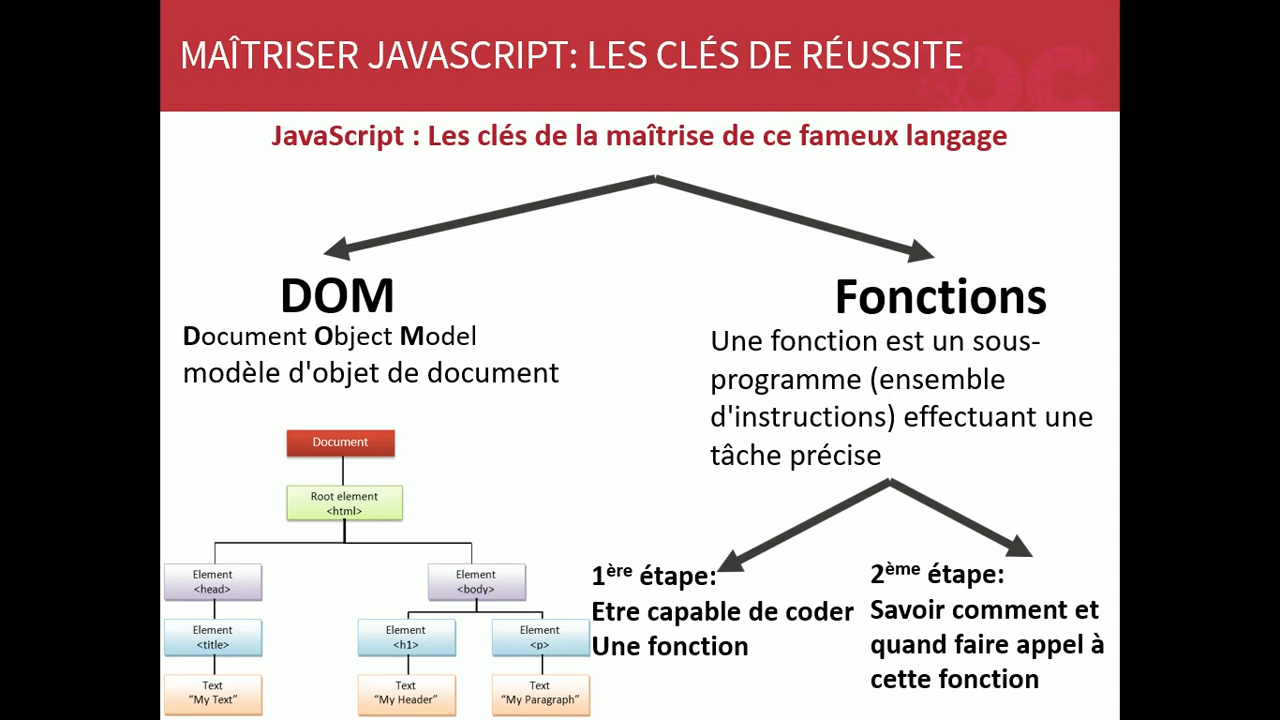 MAÎTRISER JAVASCRIPT: LES CLÉS DE RÉUSSITE
JavaScript : Les clés de la maîtrise de ce fameux langage
DOM
Document Object Model
modèle d'objet de document
Document
Root element
<html>
Element
<head>
Element
<body>
Element
<title>
Element
<h1>
Element
<p>
Text
“My Text”
Text
“My Header”
Text
“My Paragraph”
Fonctions
Une fonction est un sous-
programme (ensemble
d'instructions) effectuant une
tâche précise
1ère étape:
Etre capable de coder
Une fonction
2ème étape:
Savoir comment et
quand faire appel à
cette fonction